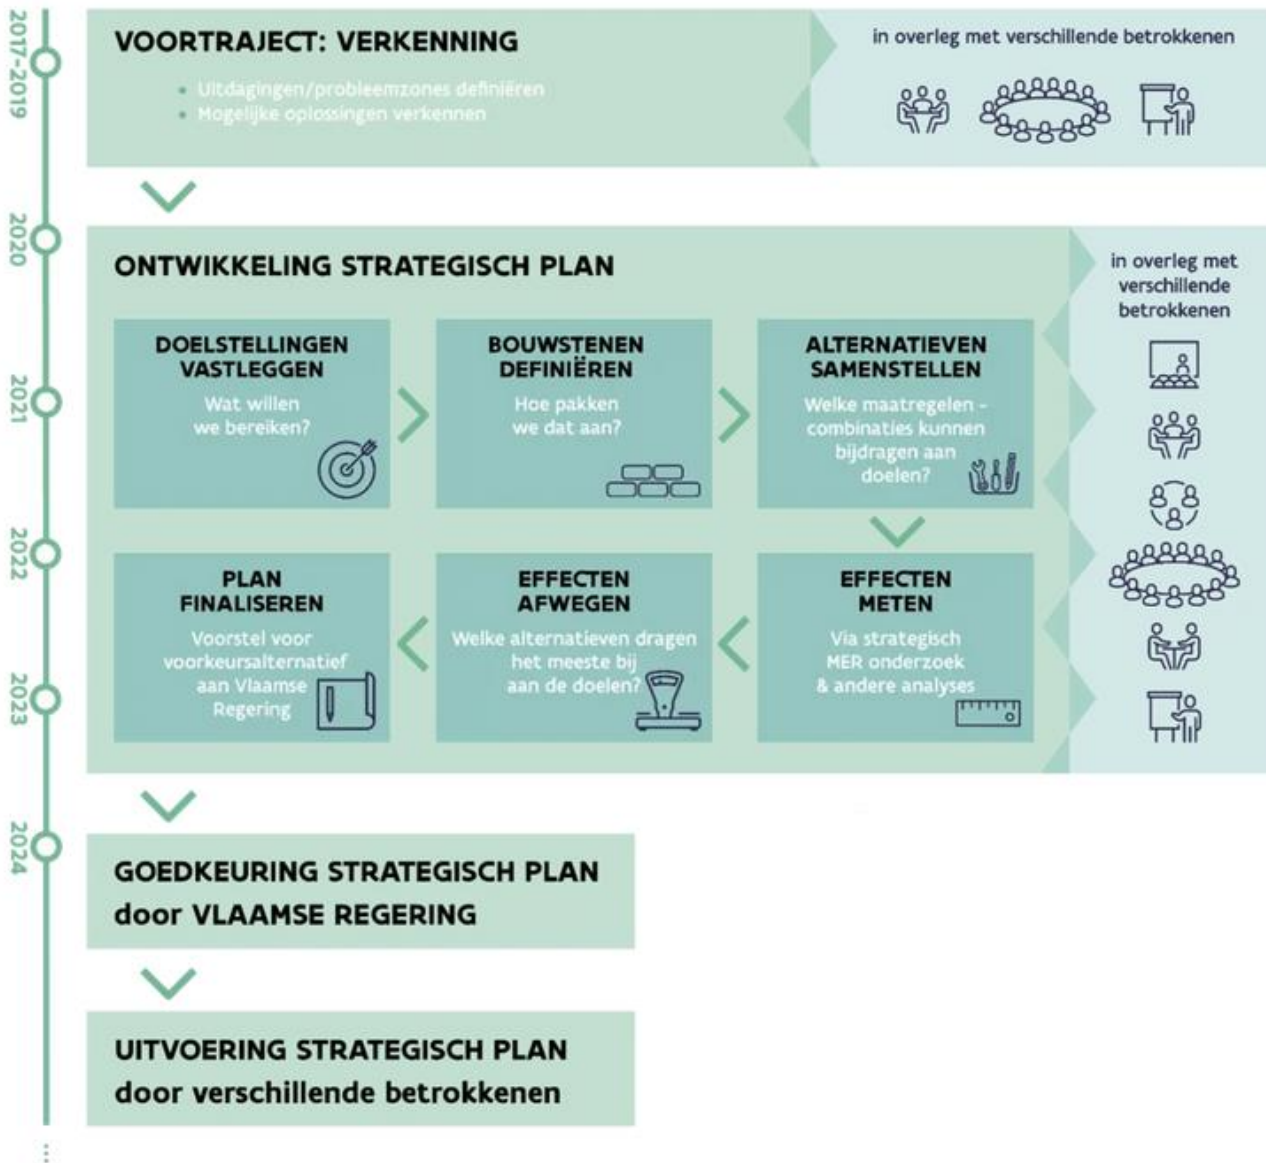 2017-2019
VOORTRAJECT: VERKENNING
• Uitdagingen/probleemzones definiëren
• Mogelijke oplossingen verkennen
in overleg met verschillende betrokkenen
2020
ONTWIKKELING STRATEGISCH PLAN
in overleg met
verschillende
betrokkenen
2021
DOELSTELLINGEN
VASTLEGGEN
Wat willen
we bereiken?
BOUWSTENEN
DEFINIËREN
Hoe pakken
we dat aan?
ALTERNATIEVEN
SAMENSTELLEN
Welke maatregelen -
combinaties kunnen
bijdragen aan
doelen?
2022
PLAN
FINALISEREN
Voorstel voor
voorkeursalternatief
aan Vlaamse
Regering
EFFECTEN
AFWEGEN
Welke alternatieven dragen
het meeste bij
aan de doelen?
EFFECTEN
METEN
Via strategisch
MER onderzoek
& andere analyses
2023
2024
GOEDKEURING STRATEGISCH PLAN
door VLAAMSE REGERING
UITVOERING STRATEGISCH PLAN
door verschillende betrokkenen
...